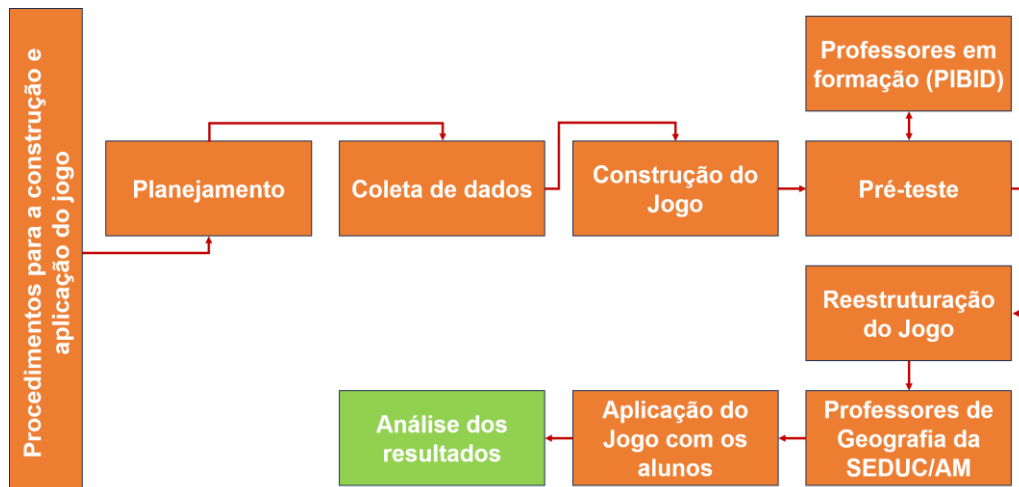 Procedimentos para a construção e
aplicação do jogo
Planejamento
Coleta de dados
Construção do
Jogo
Professores em
formação (PIBID)
Pré-teste
Reestruturação
do Jogo
Professores de
Geografia da
SEDUC/AM
Aplicação do
Jogo com os
alunos
Análise dos
resultados